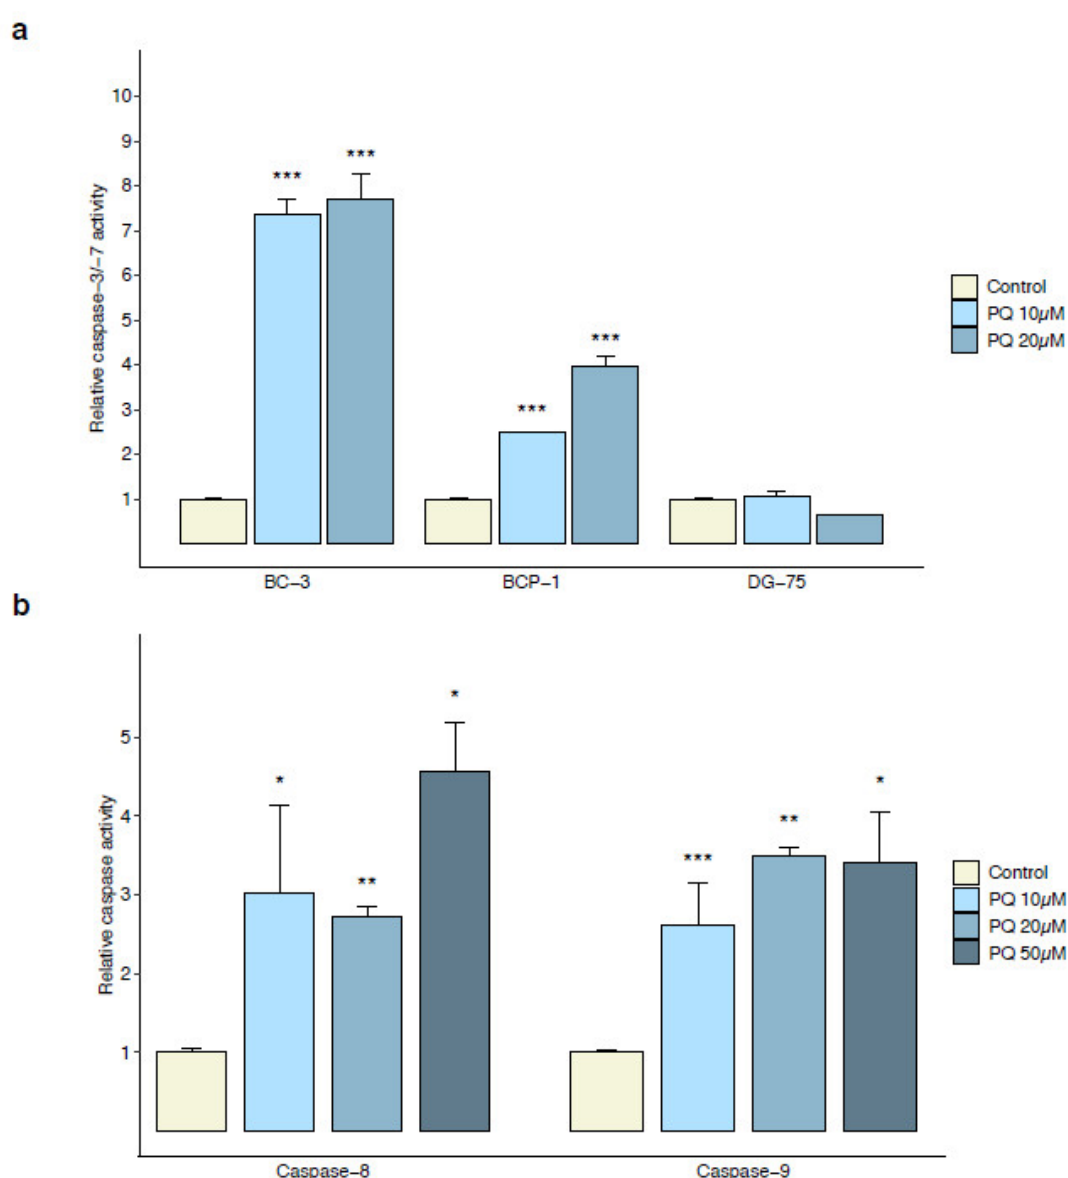 a
10
9
8
7
6
5
4
3
2
1
Relative caspase−3/−7 activity
***
***
***
***
BC−3
BCP−1
DG−75
Control
PQ 10µM
PQ 20µM
b
5
4
3
2
1
Relative caspase activity
*
**
*
***
**
*
Caspase−8
Caspase−9
Control
PQ 10µM
PQ 20µM
PQ 50µM